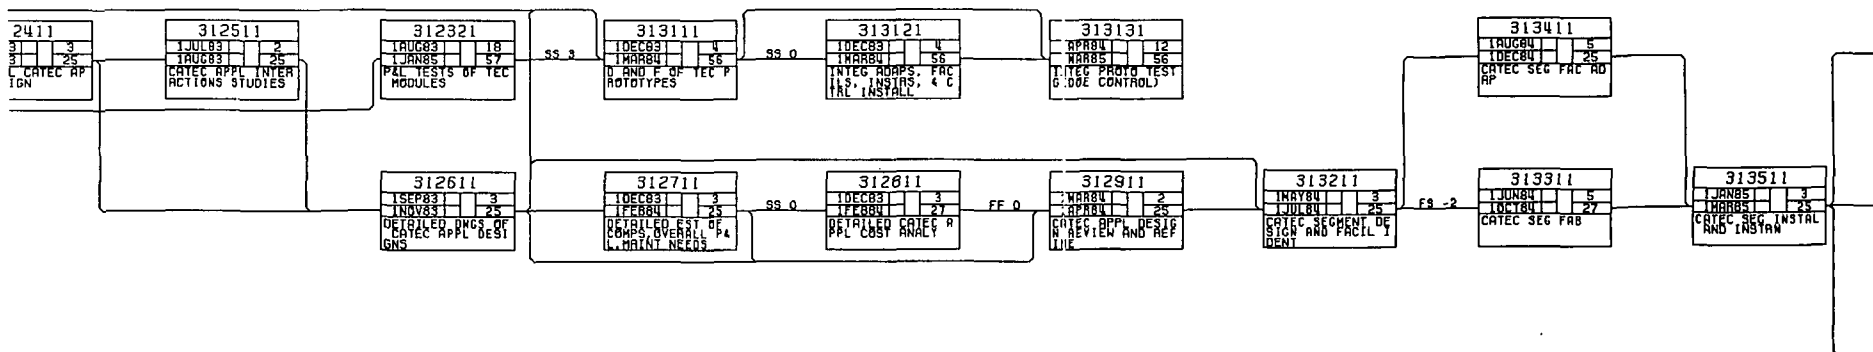 2411
3 3
3 25
L CATEC AP
IGN
312511
1JUL83 2
1AUG83 25
CATEC APPL INTER
ACTIONS STUDIES
312321
1AUG83 18
1JAN85 57
P&L TESTS OF TEC
MODULES
SS 3
313111
1DEC83 4
1MAR84 56
D AND F OF TEC P
ROTOTYPES
SS 0
313121
1DEC83 4
1MAR84 56
INTEG ADAPS, FAC
ILS, INSTRS, & C
TRL INSTALL
313131
APR84 12
MAR85 56
INTEG PROTO TEST
G (DOE CONTROL)
313411
1AUG84 5
1DEC84 25
CATEC SEG FAC AD
AP
312611
1SEP83 3
1NOV83 25
DETAILED DWGS OF
CATEC APPL DESI
GNS
312711
1DEC83 3
1FEB84 25
DETAILED EST OF
COMPS, OVERALL P&
L, MAINT NEEDS
SS 0
312811
1DEC83 3
1FEB84 27
DETAILED CATEC A
PPL COST ANALY
FF 0
312911
1MAR84 2
1APR84 25
CATEC APPL DESIG
N REVIEW AND REF
INE
313211
1MAY84 3
1JUL84 25
CATEC SEGMENT DE
SIGN AND FACIL I
DENT
FS -2
313311
1JUN84 5
1OCT84 27
CATEC SEG FAB
313511
1JAN85 3
1MAR85 25
CATEC SEG INSTAL
AND INSTRN